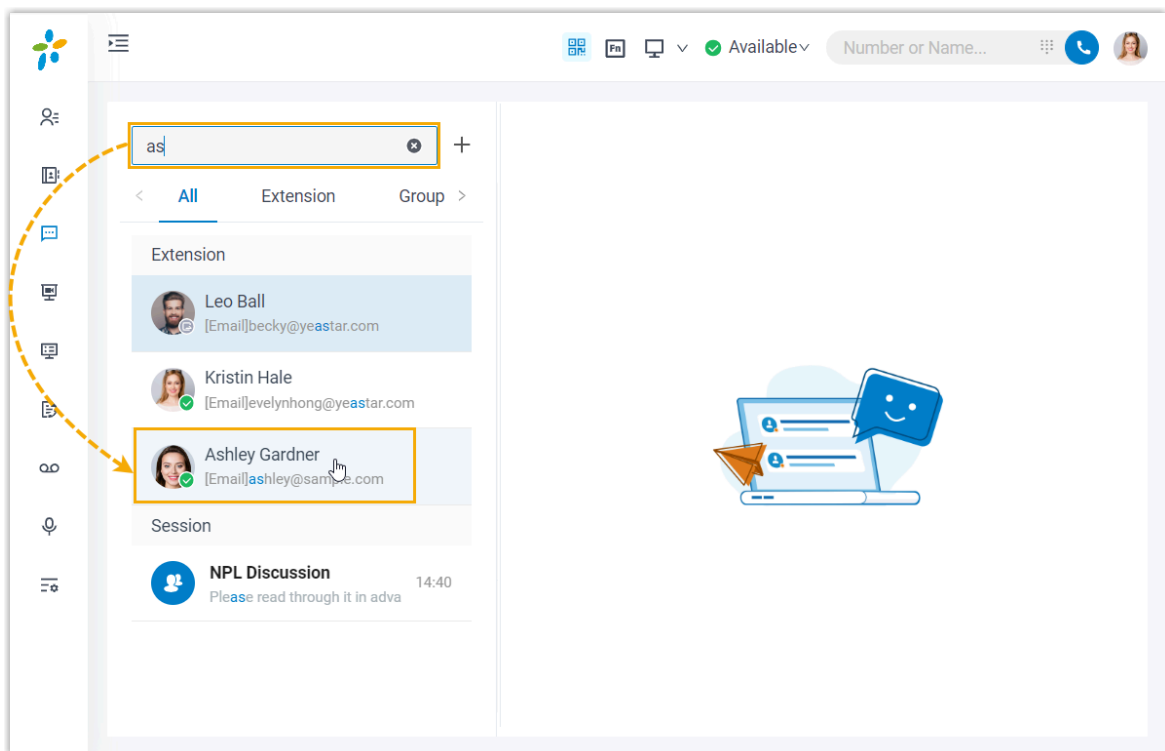 Fn
Available
Number or Name...
as
All
Extension
Group
Extension
Leo Ball
[Email]becky@yeastar.com
Kristin Hale
[Email]evelynhong@yeastar.com
Ashley Gardner
[Email]ashley@sample.com
Session
NPL Discussion
14:40
Please read through it in adva